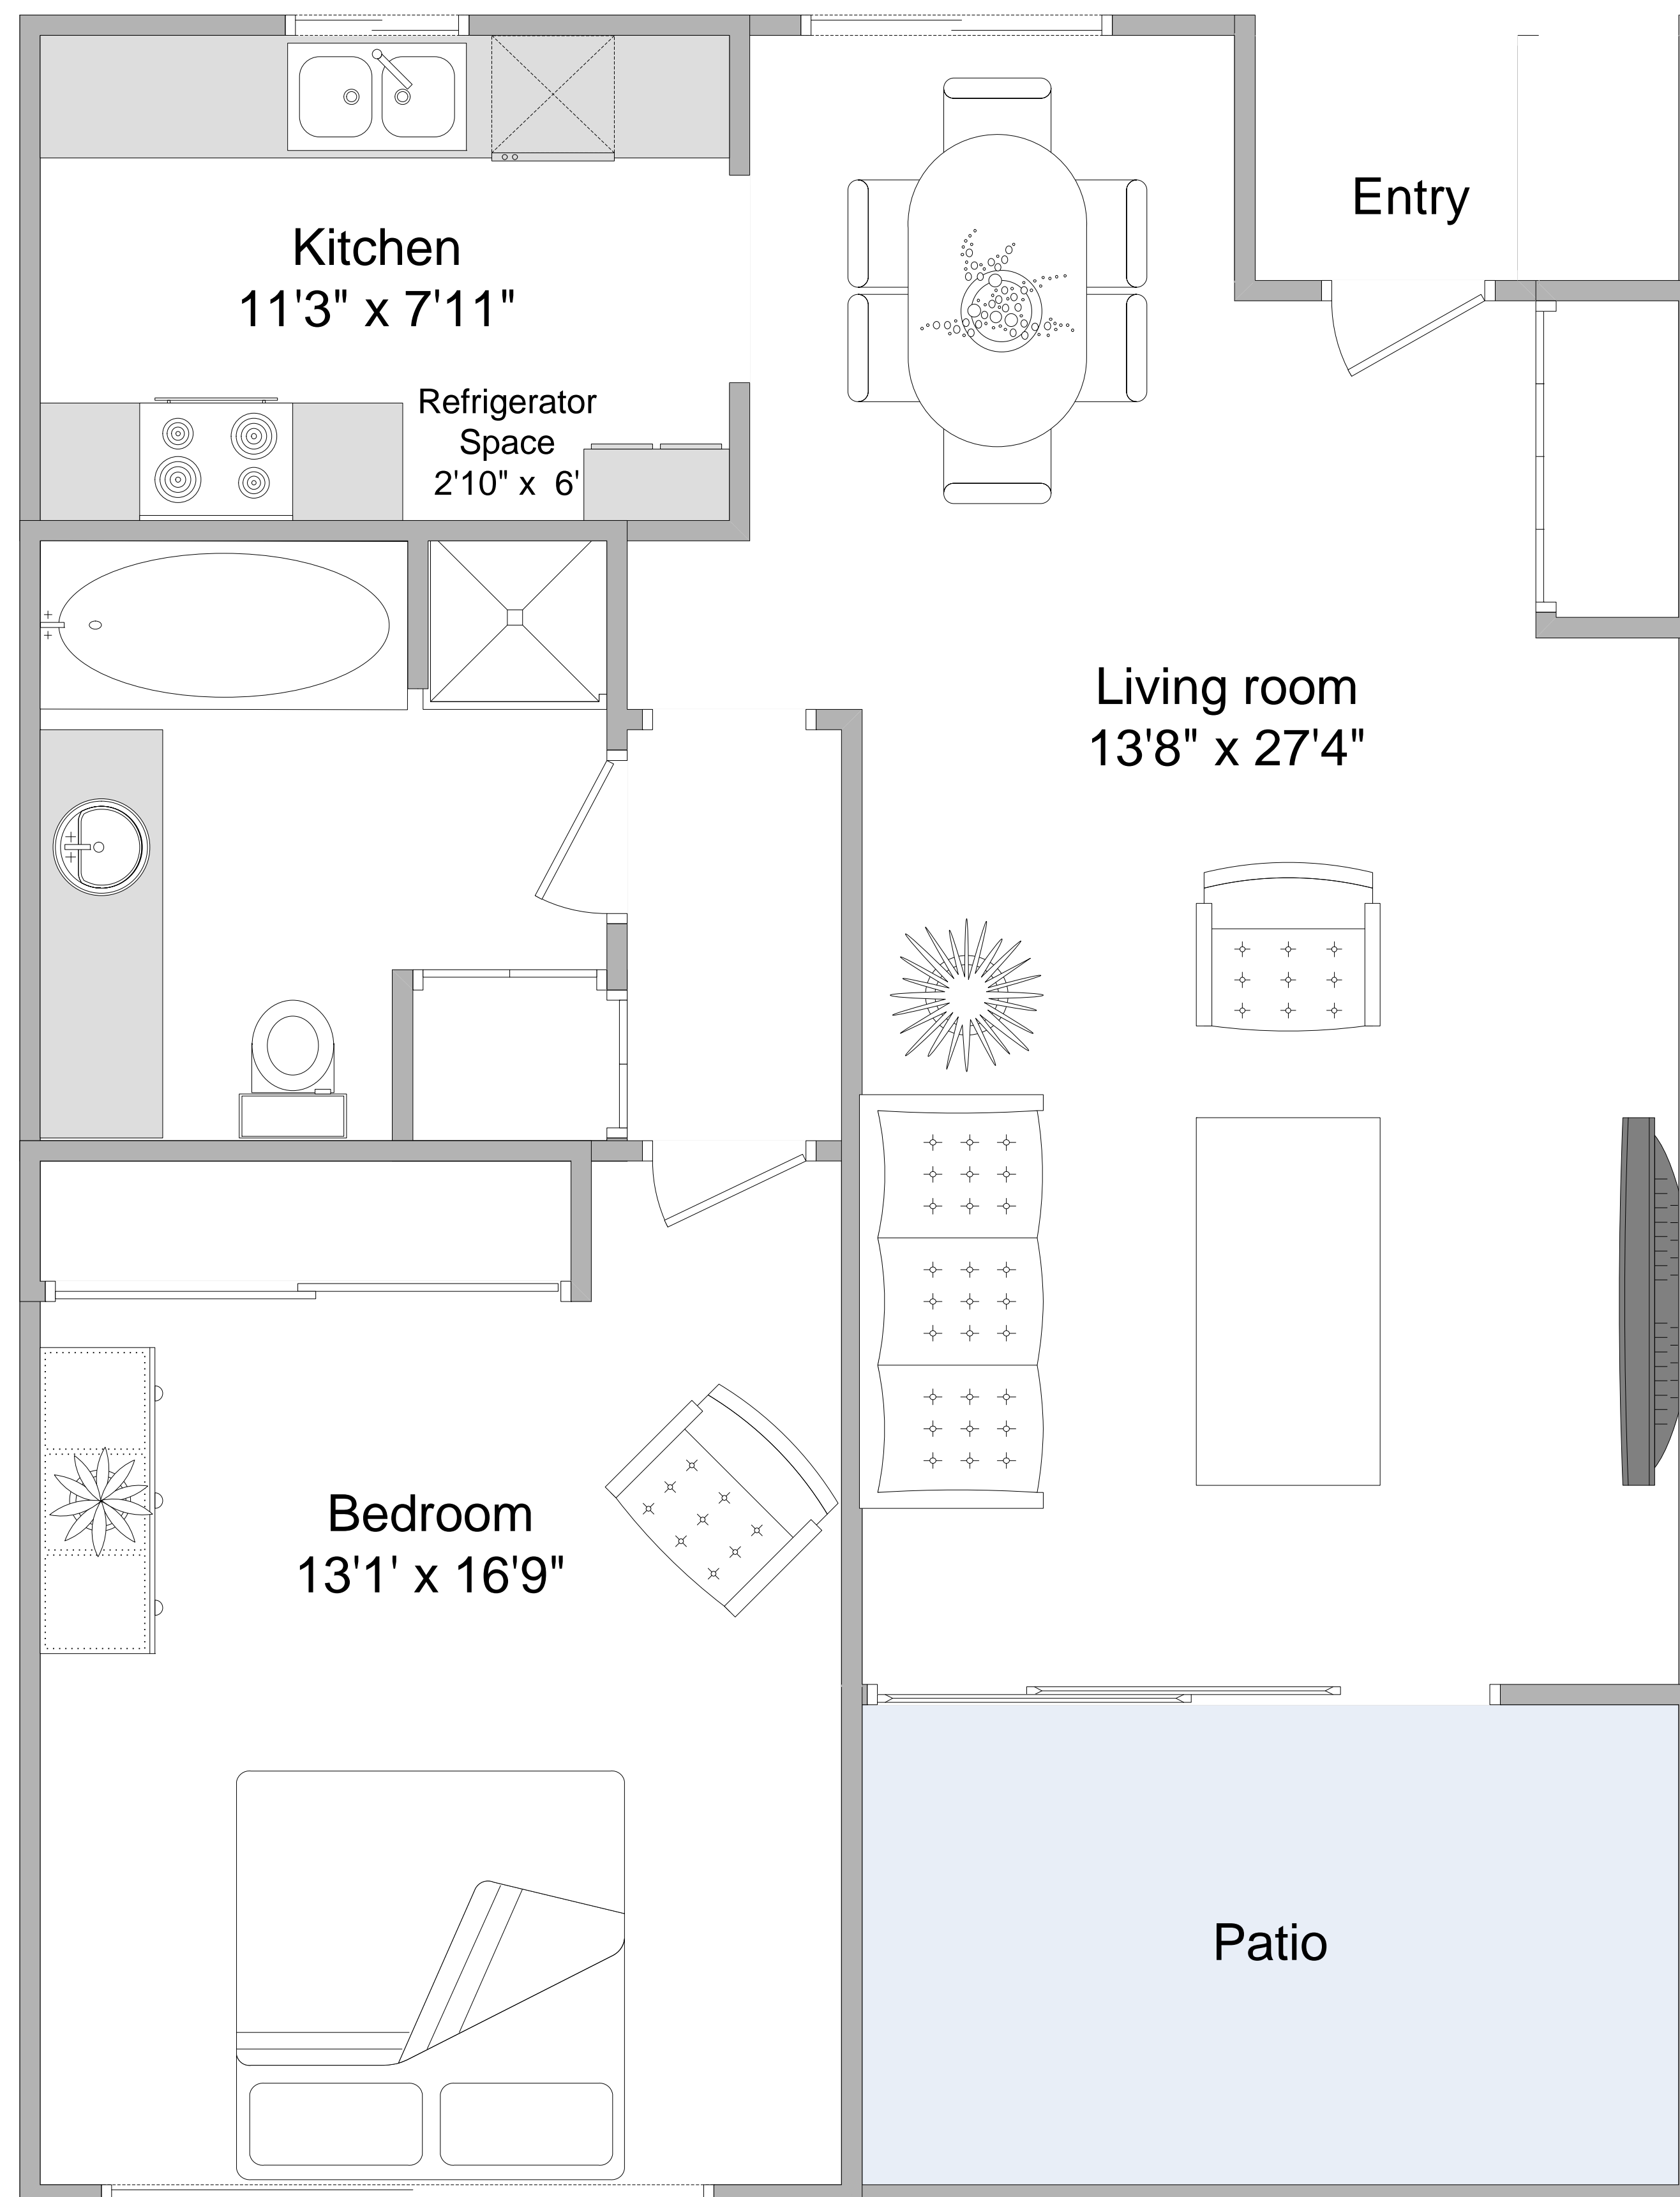 Entry
Kitchen
11'3" x 7'11"
Refrigerator
Space
2'10" x  6'
Living room
13'8" x 27'4"
Bedroom
13'1' x 16'9"
Patio